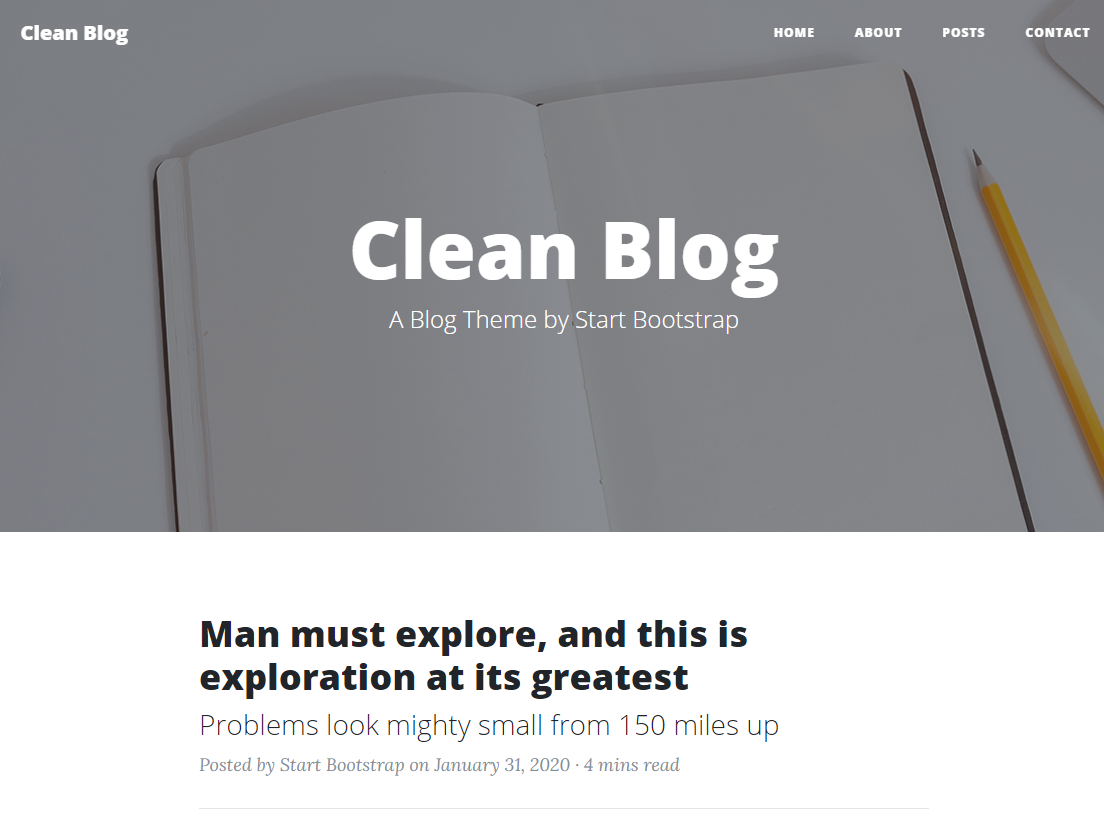 Clean Blog
HOME ABOUT POSTS CONTACT
Clean Blog
A Blog Theme by Start Bootstrap
Man must explore, and this is
exploration at its greatest
Problems look mighty small from 150 miles up
Posted by Start Bootstrap on January 31, 2020 · 4 mins read